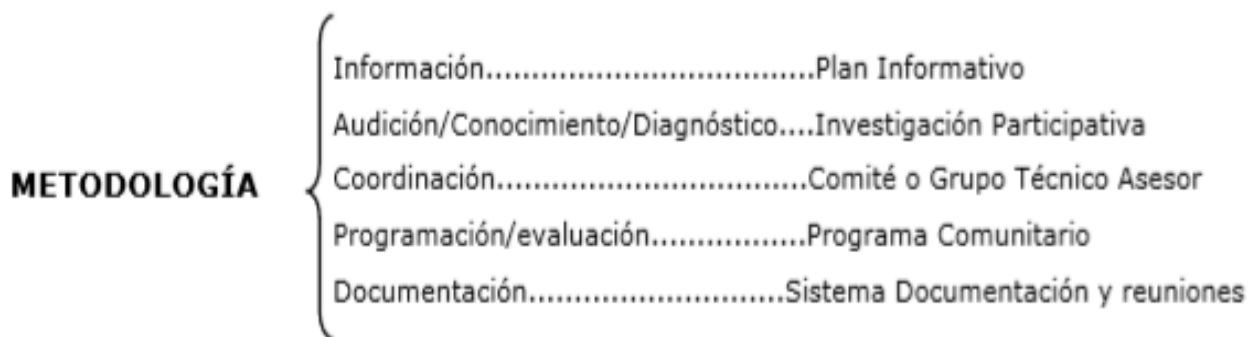 Información....................................Plan Informativo
Audición/Conocimiento/Diagnóstico....Investigación Participativa
METODOLOGÍA
Coordinación..................................Comité o Grupo Técnico Asesor
Programación/evaluación.................Programa Comunitario
Documentación............................Sistema Documentación y reuniones